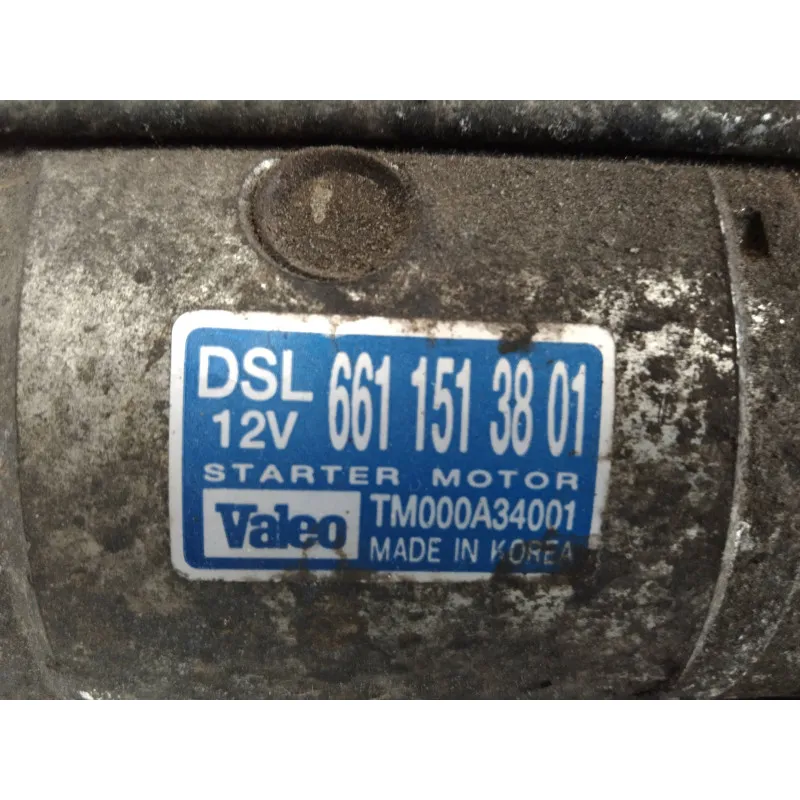 DSL 661 151 38 01
12V
STARTER MOTOR
Valeo TM000A34001
MADE IN KOREA